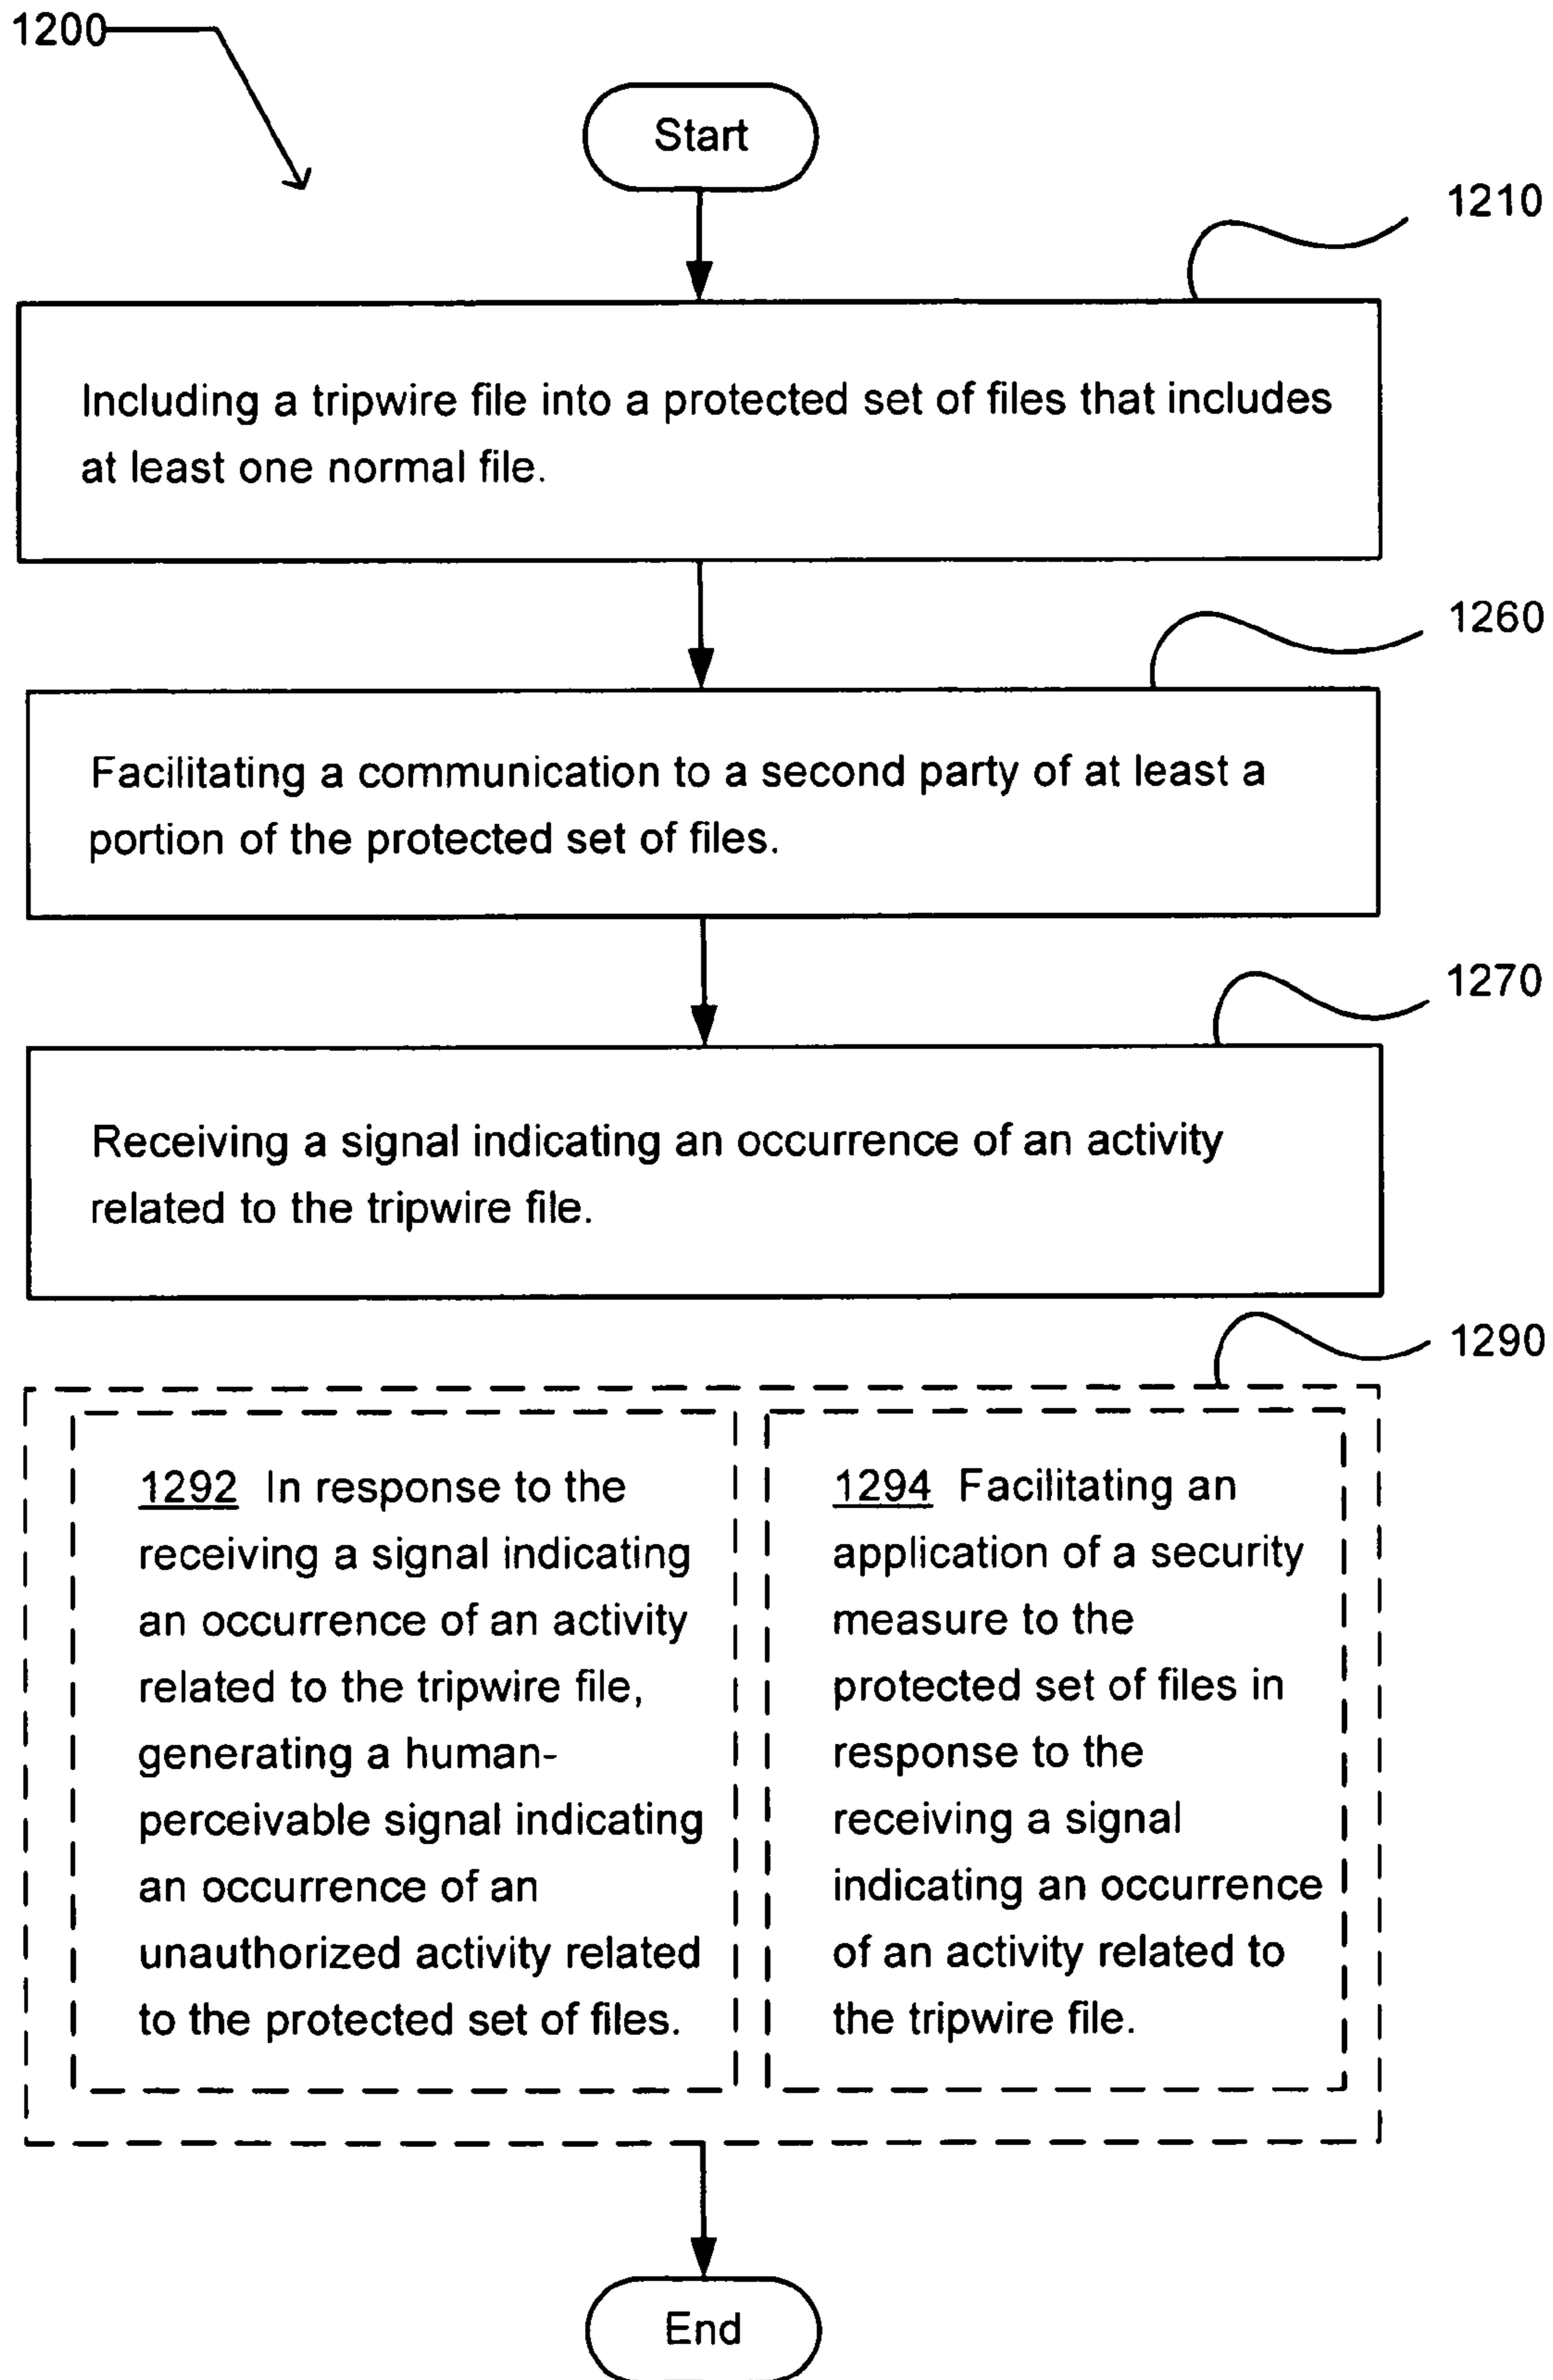 1200
Start
1210
Including a tripwire file into a protected set of files that includes
at least one normal file.
1260
Facilitating a communication to a second party of at least a
portion of the protected set of files.
1270
Receiving a signal indicating an occurrence of an activity
related to the tripwire file.
1290
1292 In response to the
receiving a signal indicating
an occurrence of an activity
related to the tripwire file,
generating a human-
perceivable signal indicating
an occurrence of an
unauthorized activity related
to the protected set of files.
1294 Facilitating an
application of a security
measure to the
protected set of files in
response to the
receiving a signal
indicating an occurrence
of an activity related to
the tripwire file.
End